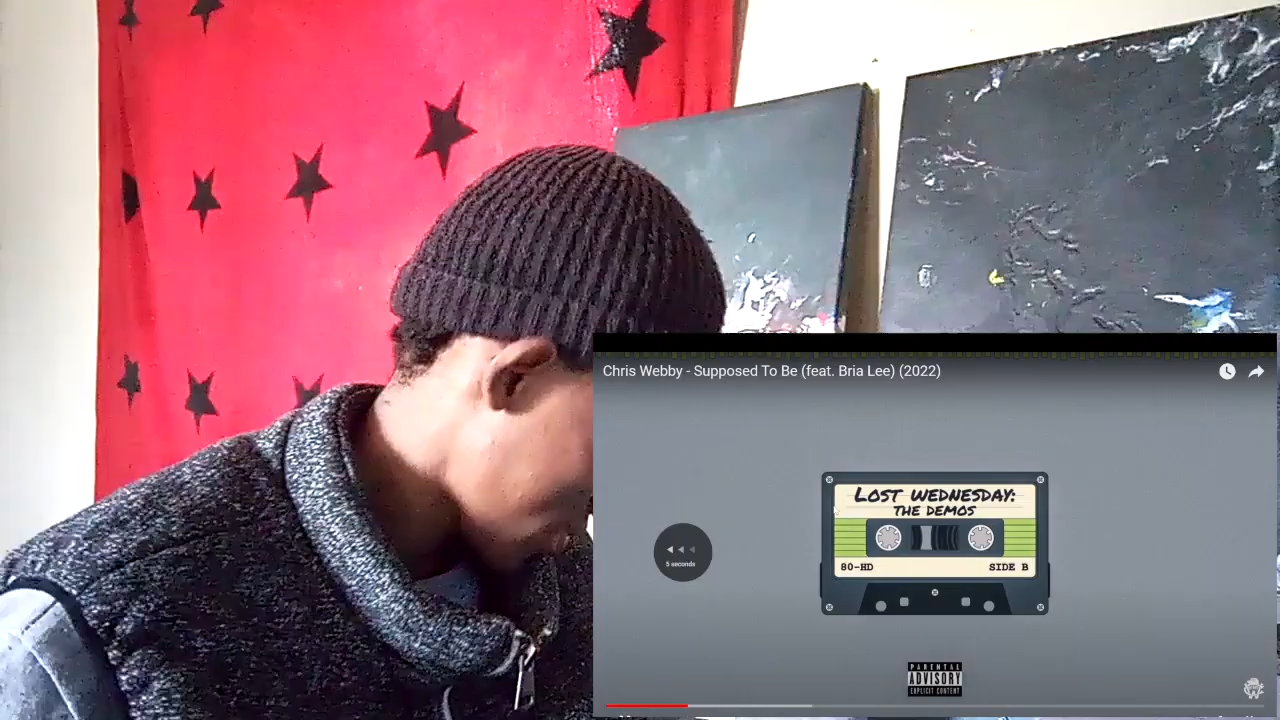 Chris Webby - Supposed To Be (feat. Bria Lee) (2022)
LOST WEDNESDAY:
THE DEMOS
5 seconds
80-HD SIDE B
PARENTAL
ADVISORY
EXPLICIT CONTENT